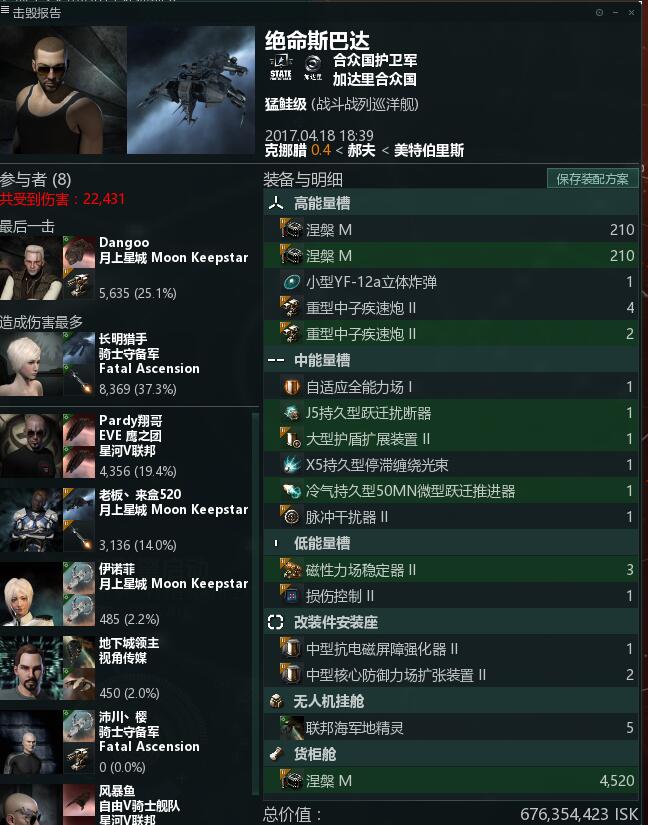 击毁报告
绝命斯巴达
STATE
合众国护卫军
加达里
加达里合众国
猛鲑级 (战斗战列巡洋舰)
2017.04.18 18:39
克挪腊 0.4 < 郝夫 < 美特伯里斯
参与者 (8)
共受到伤害：22,431
最后一击
Dangoo
月上星城 Moon Keepstar
5,635 (25.1%)
造成伤害最多
长明猎手
骑士守备军
Fatal Ascension
8,369 (37.3%)
Pardy翔哥
EVE 鹰之团
星河V联邦
4,356 (19.4%)
老板、来盒520
月上星城 Moon Keepstar
3,136 (14.0%)
伊诺菲
月上星城 Moon Keepstar
485 (2.2%)
地下城领主
视角传媒
450 (2.0%)
沛川、樱
骑士守备军
Fatal Ascension
0 (0.0%)
风暴鱼
自由V骑士舰队
星河V联邦
装备与明细
保存装配方案
高能量槽
涅槃 M 210
涅槃 M 210
小型YF-12a立体炸弹 1
重型中子疾速炮 II 4
重型中子疾速炮 II 2
中能量槽
自适应全能力场 I 1
J5持久型跃迁扰断器 1
大型护盾扩展装置 II 1
X5持久型停滞缠绕光束 1
冷气持久型50MN微型跃迁推进器 1
脉冲干扰器 II 1
低能量槽
磁性力场稳定器 II 3
损伤控制 II 1
改装件安装座
中型抗电磁屏障强化器 II 1
中型核心防御力场扩张装置 II 2
无人机挂舱
联邦海军地精灵 5
货柜舱
涅槃 M 4,520
总价值： 676,354,423 ISK